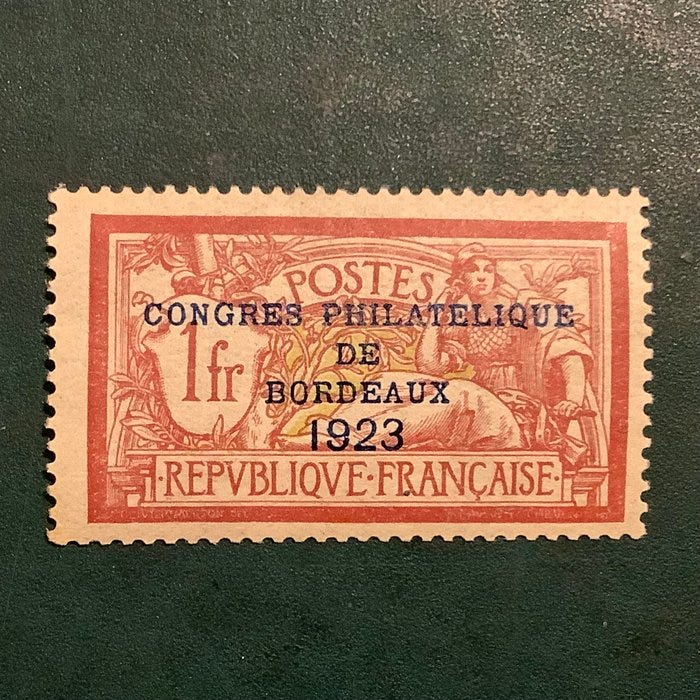 POSTES
CONGRES PHILATELIQUE
1fr
DE
BORDEAUX
1923
·REPVBLIQVE·FRANÇAISE·